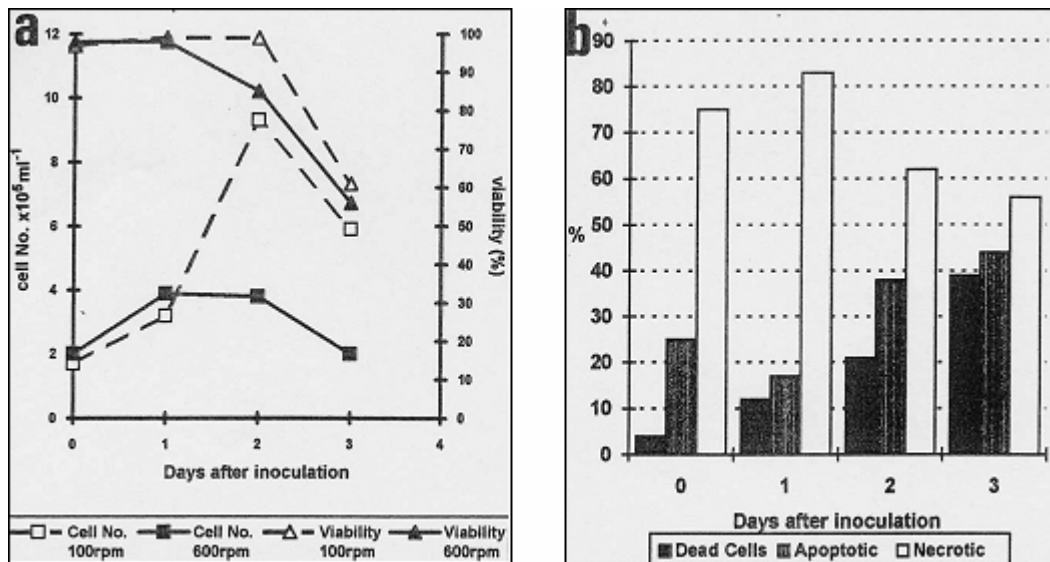 a
12
10
8
6
4
2
0
cell No. x10⁵ml⁻¹
100
90
80
70
60
50
40
30
20
10
0
viability (%)
0 1 2 3 4
Days after inoculation
Cell No. 100rpm
Cell No. 600rpm
Viability 100rpm
Viability 600rpm
b
90
80
70
60
50
40
30
20
10
0
%
0 1 2 3
Days after inoculation
Dead Cells Apoptotic Necrotic